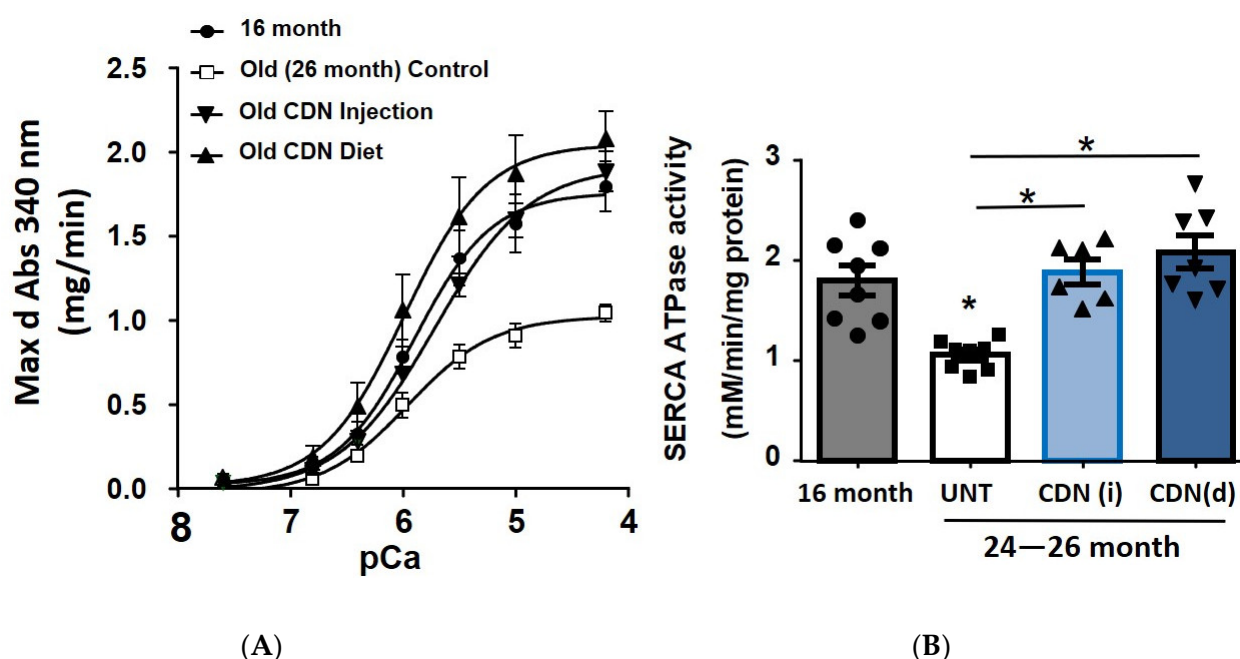 16 month
Old (26 month) Control
Old CDN Injection
Old CDN Diet
Max d Abs 340 nm
(mg/min)
2.5
2.0
1.5
1.0
0.5
0.0
8 7 6 5 4
pCa
(A)
SERCA ATPase activity
(mM/min/mg protein)
3
2
1
0
*
*
*
16 month UNT CDN (i) CDN(d)
24—26 month
(B)